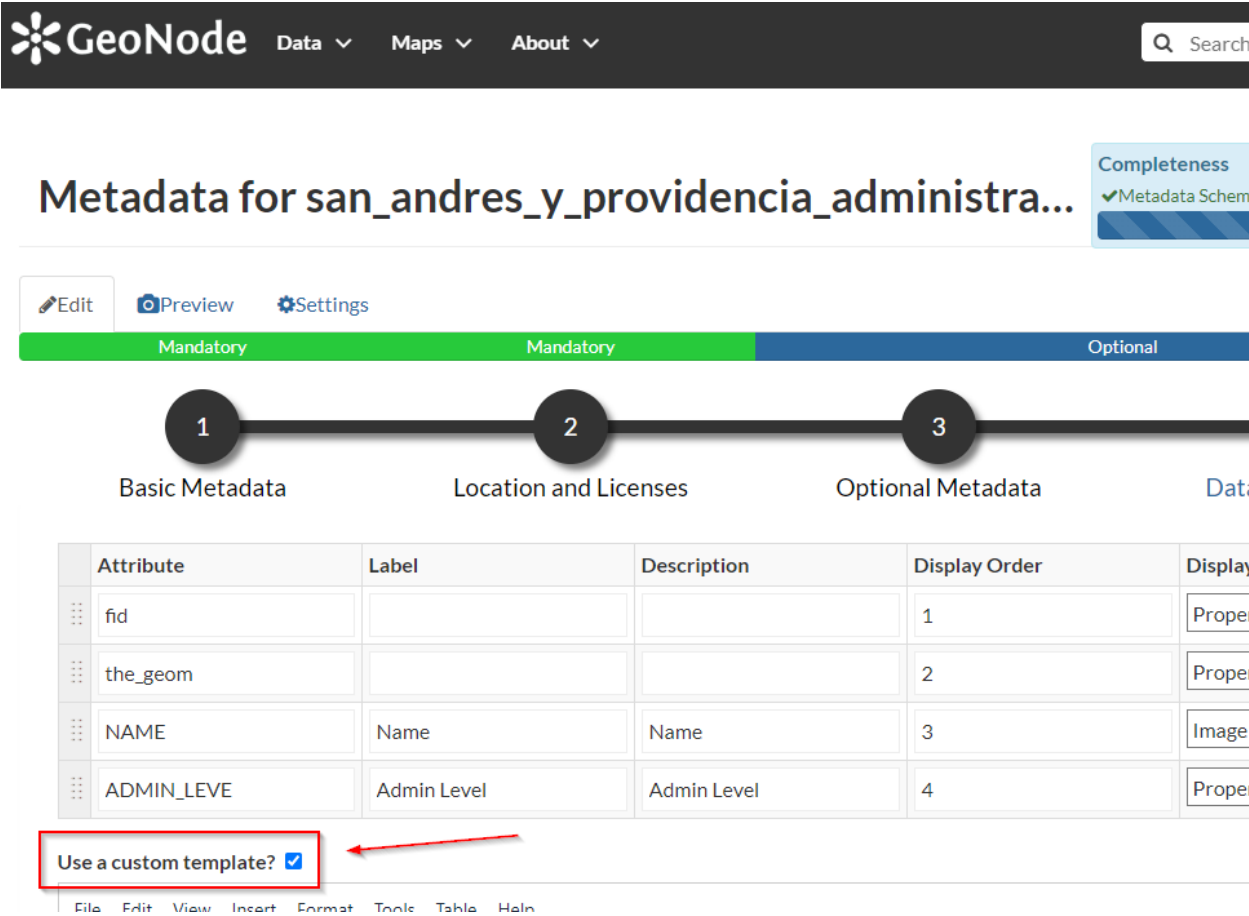 GeoNode Data Maps About Search
Completeness
Metadata for san_andres_y_providencia_administra...
Metadata Schem
Edit Preview Settings
Mandatory Mandatory Optional
1 2 3
Basic Metadata Location and Licenses Optional Metadata Data
Attribute Label Description Display Order Display
fid 1 Proper
the_geom 2 Proper
NAME Name Name 3 Image
ADMIN_LEVE Admin Level Admin Level 4 Proper
Use a custom template?
File Edit View Insert Format Tools Table Help